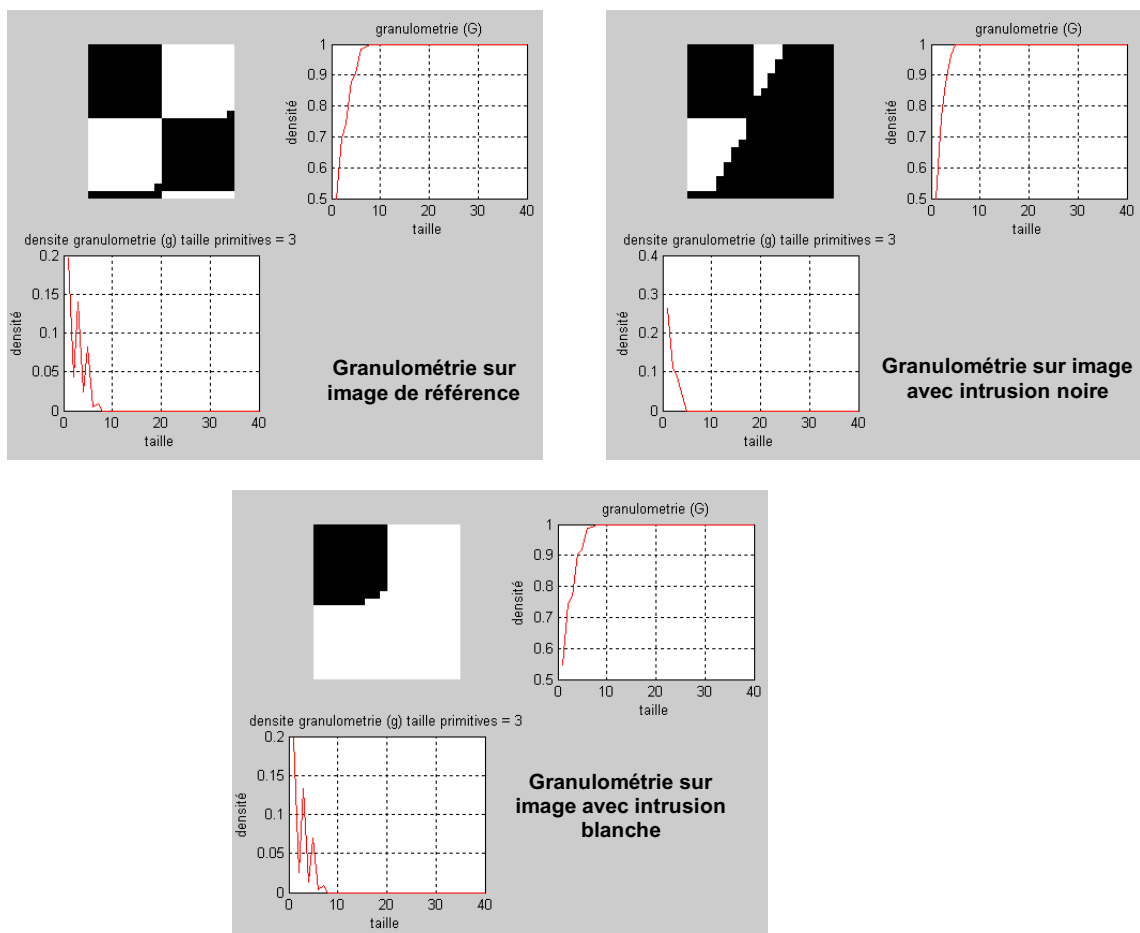 granulometrie (G)
1
0.9
0.8
0.7
0.6
0.5
densité
0 10 20 30 40
taille
densite granulometrie (g) taille primitives = 3
0.2
0.15
0.1
0.05
0
densité
0 10 20 30 40
taille
Granulométrie sur
image de référence
granulometrie (G)
1
0.9
0.8
0.7
0.6
0.5
densité
0 10 20 30 40
taille
densite granulometrie (g) taille primitives = 3
0.4
0.3
0.2
0.1
0
densité
0 10 20 30 40
taille
Granulométrie sur image
avec intrusion noire
granulometrie (G)
1
0.9
0.8
0.7
0.6
0.5
densité
0 10 20 30 40
taille
densite granulometrie (g) taille primitives = 3
0.2
0.15
0.1
0.05
0
densité
0 10 20 30 40
taille
Granulométrie sur
image avec intrusion
blanche